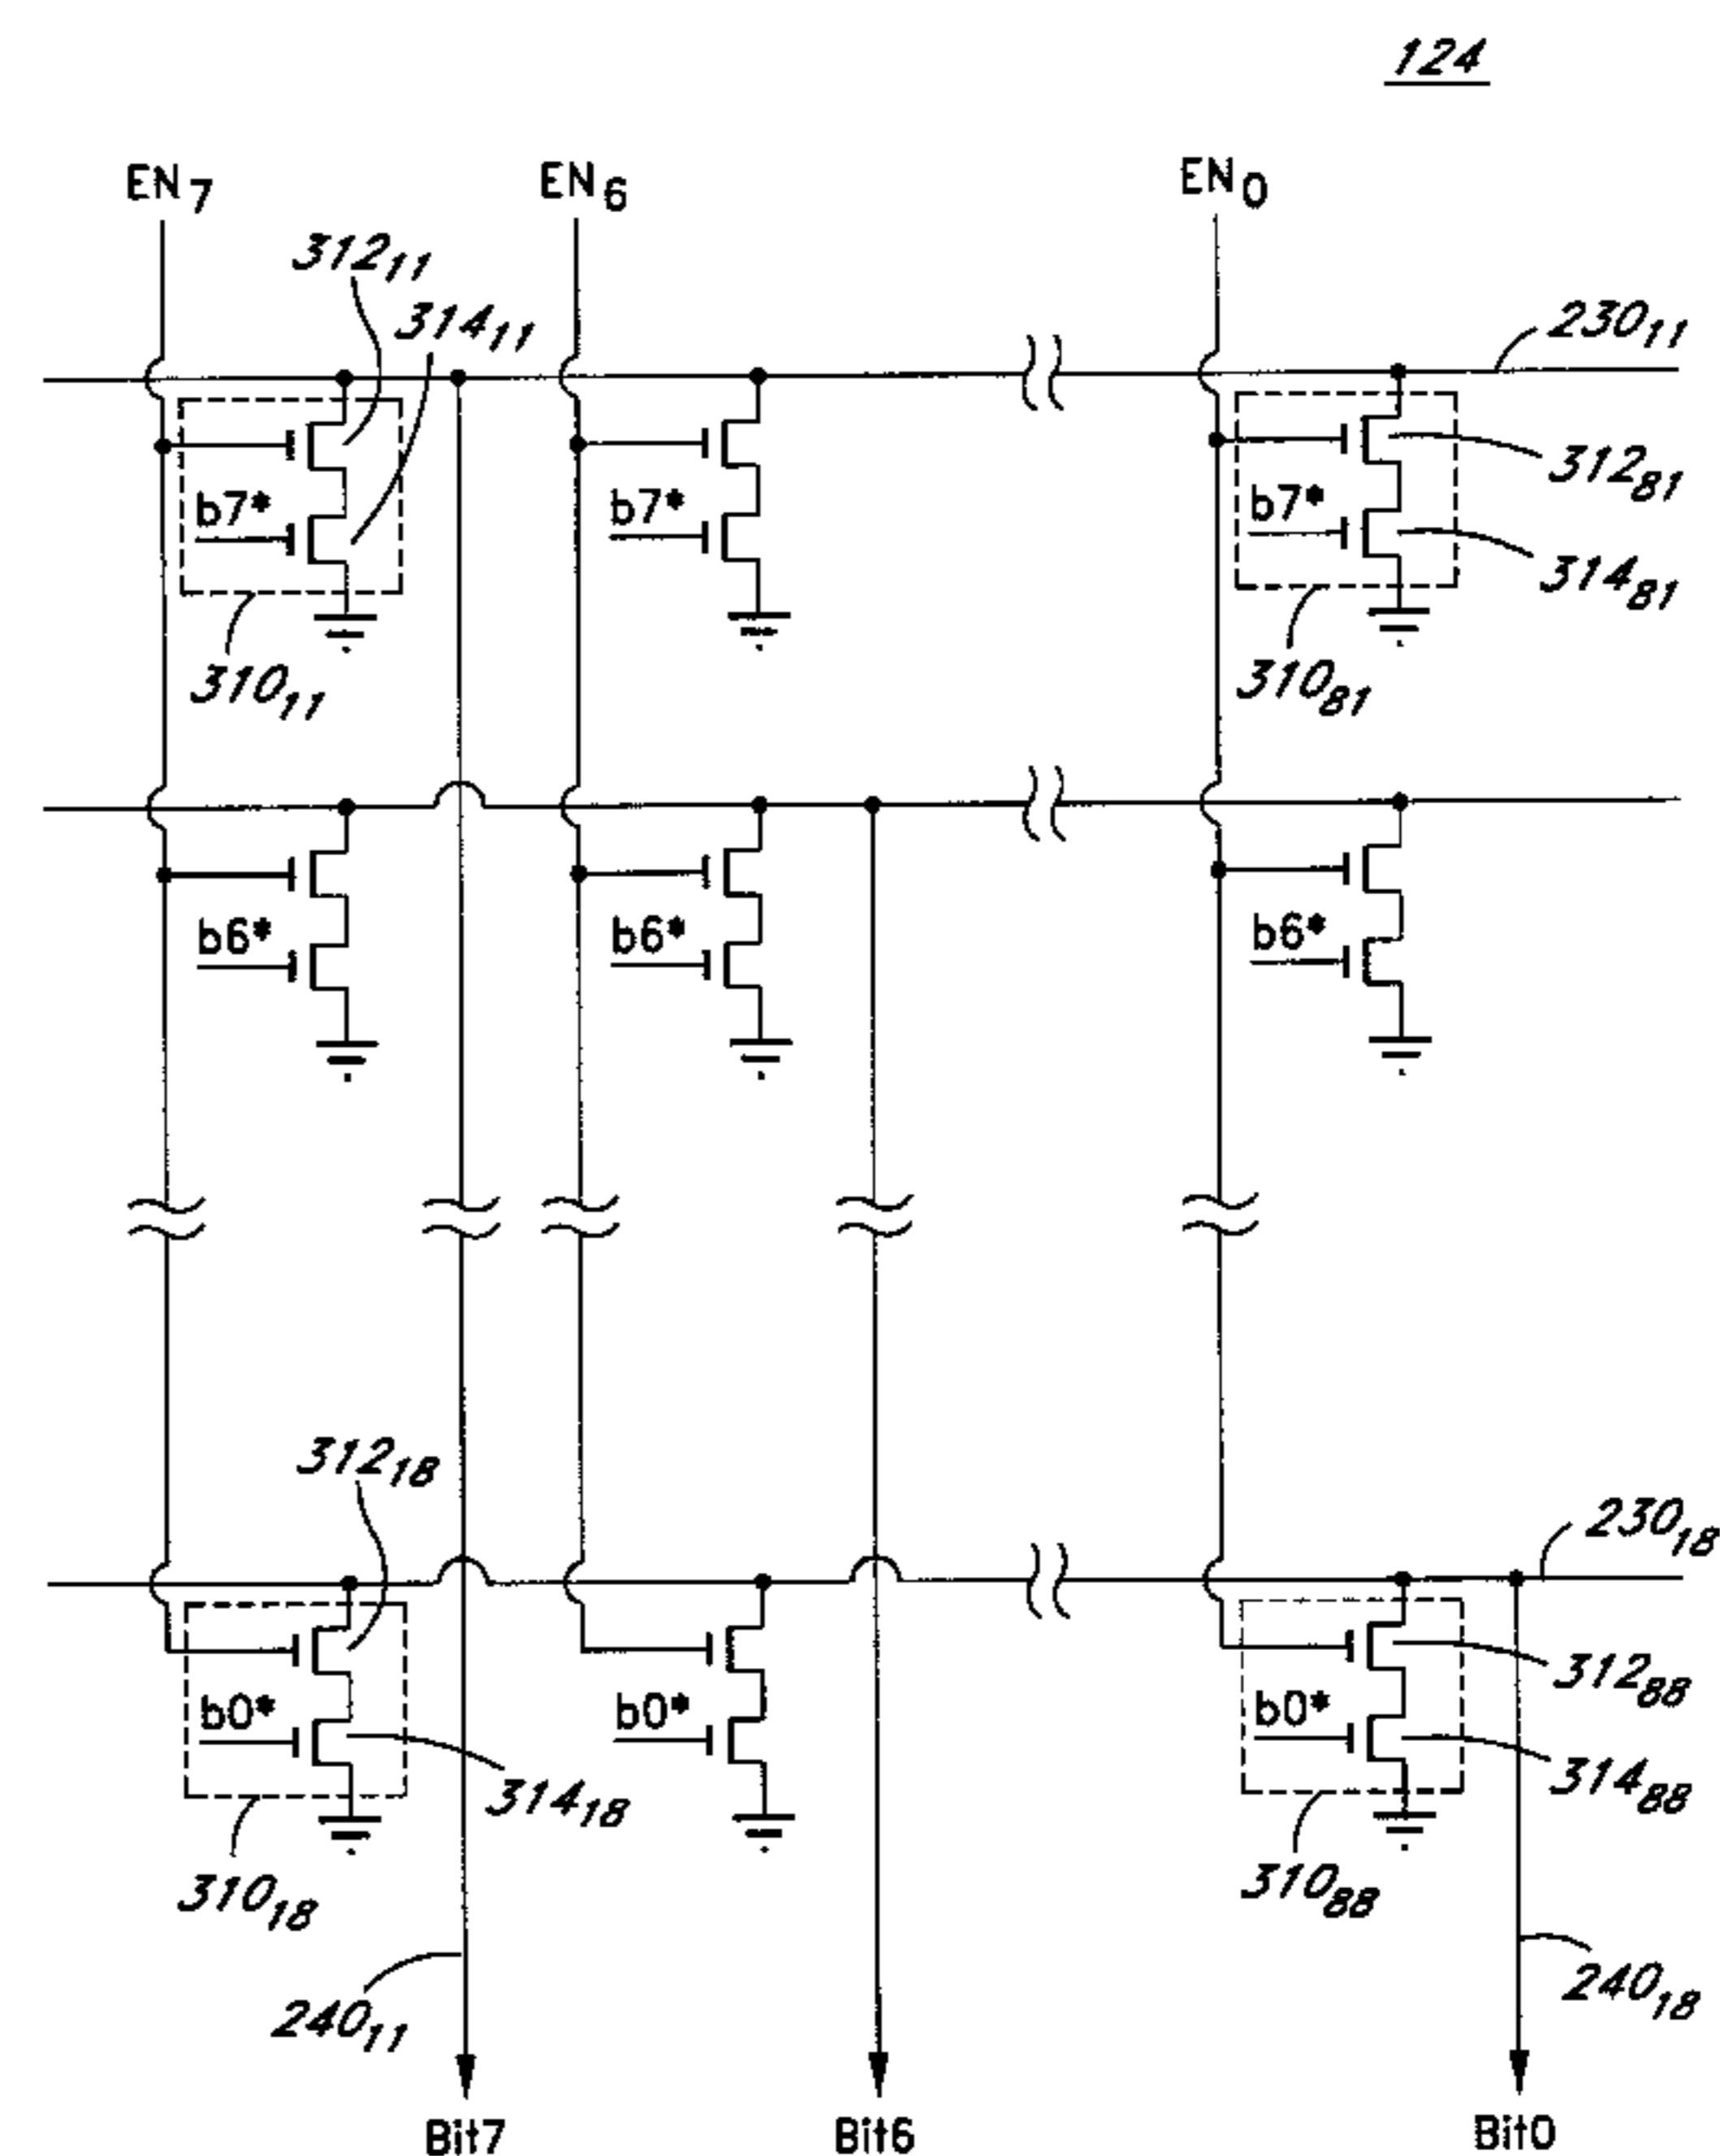 124
EN7 EN6 EN0
31211
31411
23011
31281
b7* b7* b7*
31481
31011 31081
b6* b6* b6*
31218
23018
31288
b0* b0* b0*
31418 31488
31018 31088
24011 24018
Bit7 Bit6 Bit0